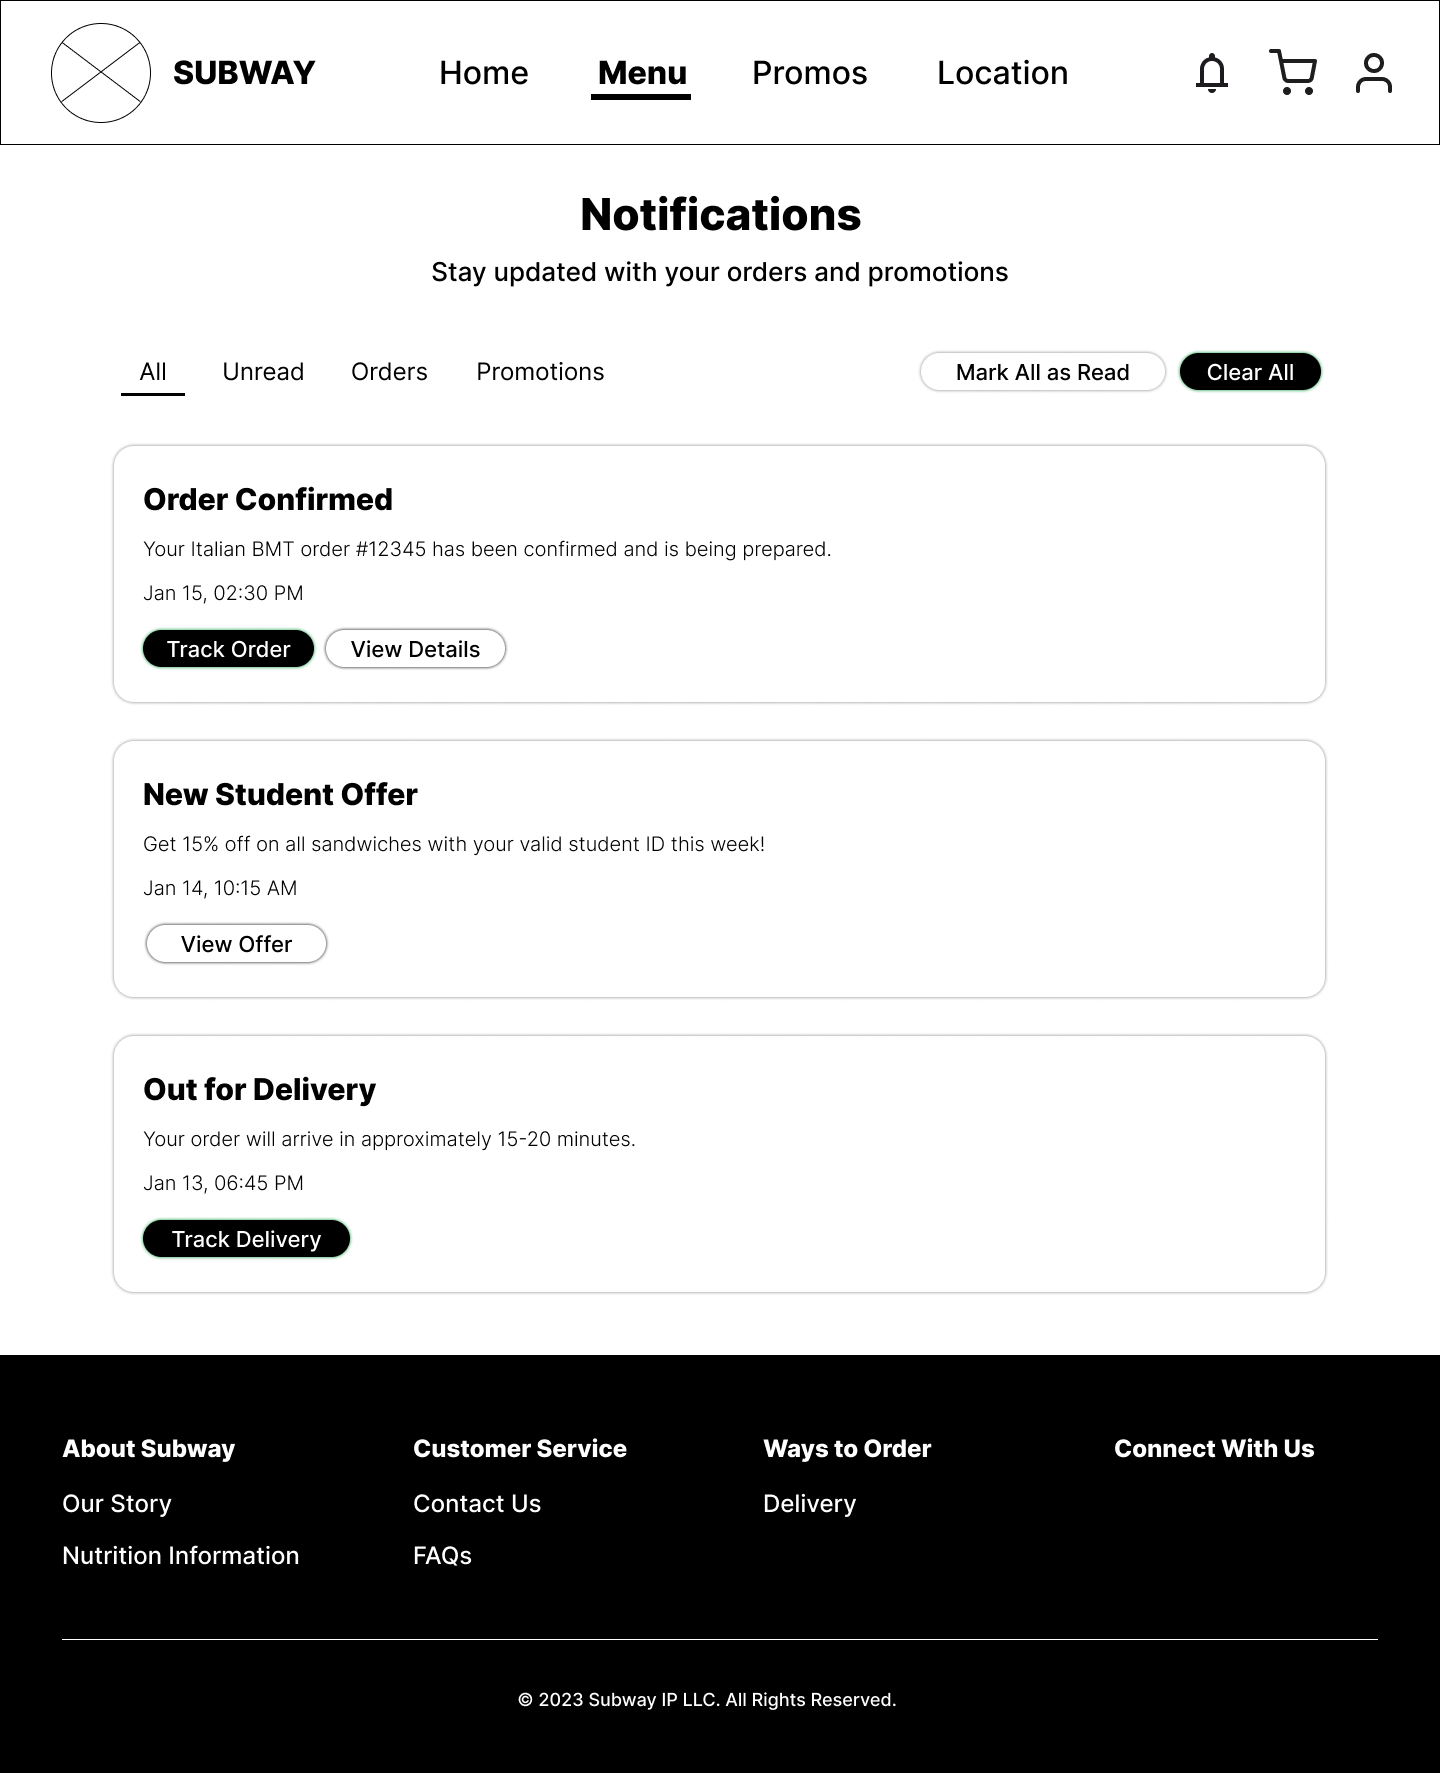 SUBWAY
Home
Menu
Promos
Location
Notifications
Stay updated with your orders and promotions
All
Unread
Orders
Promotions
Mark All as Read
Clear All
Order Confirmed
Your Italian BMT order #12345 has been confirmed and is being prepared.
Jan 15, 02:30 PM
Track Order
View Details
New Student Offer
Get 15% off on all sandwiches with your valid student ID this week!
Jan 14, 10:15 AM
View Offer
Out for Delivery
Your order will arrive in approximately 15-20 minutes.
Jan 13, 06:45 PM
Track Delivery
About Subway
Our Story
Nutrition Information
Customer Service
Contact Us
FAQs
Ways to Order
Delivery
Connect With Us
© 2023 Subway IP LLC. All Rights Reserved.